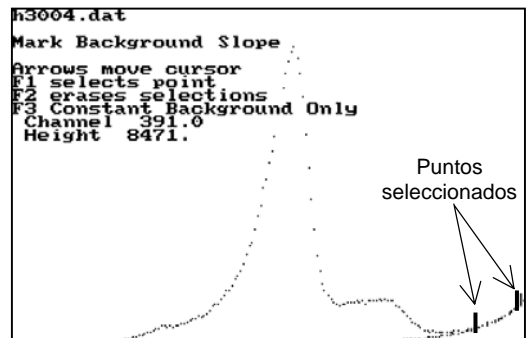 h3004.dat
Mark Background Slope
Arrows move cursor
F1 selects point
F2 erases selections
F3 Constant Background Only
Channel 391.0
Height 8471.
Puntos
seleccionados